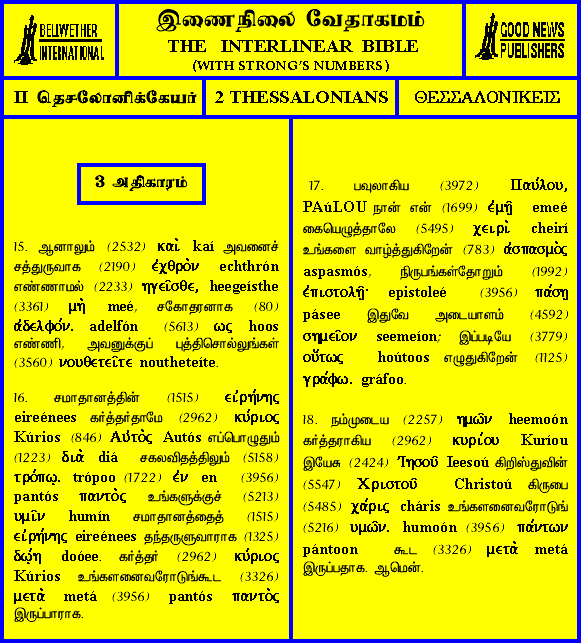 BELLWETHER
INTERNATIONAL
இணைநிலை வேதாகமம்
THE INTERLINEAR BIBLE
(WITH STRONG'S NUMBERS)
GOOD NEWS
PUBLISHERS
II தெசலோனிக்கேயர்
2 THESSALONIANS
ΘΕΣΣΑΛΟΝΙΚΕΙΣ
3 அதிகாரம்
15. ஆனாலும் (2532) καὶ kaí அவனைச்
சத்துருவாக (2190) ἐχθρὸν echthrón
எண்ணாமல் (2233) ηγεῖσθε, heegeísthe
(3361) μὴ meé, சகோதரனாக (80)
ἀδελφόν. adelfón (5613) ως hoos
எண்ணி, அவனுக்குப் புத்திசொல்லுங்கள்
(3560) νουθετεῖτε noutheteíte.
16. சமாதானத்தின் (1515) εἰρήνης
eireénees கர்த்தர்தாமே (2962) κύριος
Kúrios (846) Αὐτὸς Autós எப்பொழுதும்
(1223) διὰ diá சகலவிதத்திலும் (5158)
τρόπῳ. trópoo (1722) ἐν en (3956)
pantós παντὸς உங்களுக்குச் (5213)
υμῖν humín சமாதானத்தைத் (1515)
εἰρήνης eireénees தந்தருளுவாராக (1325)
δῴη dóoee. கர்த்தர் (2962) κύριος
Kúrios உங்களனைவரோடுங்கூட (3326)
μετὰ metá (3956) pantós παντὸς
இருப்பாராக.
17. பவுலாகிய (3972) Παύλου,
PAúLOU நான் என் (1699) ἐμῇ emeé
கையெழுத்தாலே (5495) χειρὶ cheirí
உங்களை வாழ்த்துகிறேன் (783) ἀσπασμὸς
aspasmós, நிருபங்கள்தோறும் (1992)
ἐπιστολῇ· epistoleé (3956) πάσῃ
pásee இதுவே அடையாளம் (4592)
σημεῖον seemeíon; இப்படியே (3779)
οὕτως hoútoos எழுதுகிறேன் (1125)
γράφω. gráfoo.
18. நம்முடைய (2257) ημῶν heemoón
கர்த்தராகிய (2962) κυρίου Kuríou
இயேசு (2424) Ἰησοῦ Ieesoú கிறிஸ்துவின்
(5547) Χριστοῦ Christoú கிருபை
(5485) χάρις cháris உங்களனைவரோடுங்
(5216) υμῶν. humoón (3956) πάντων
pántoon கூட (3326) μετὰ metá
இருப்பதாக. ஆமென்.